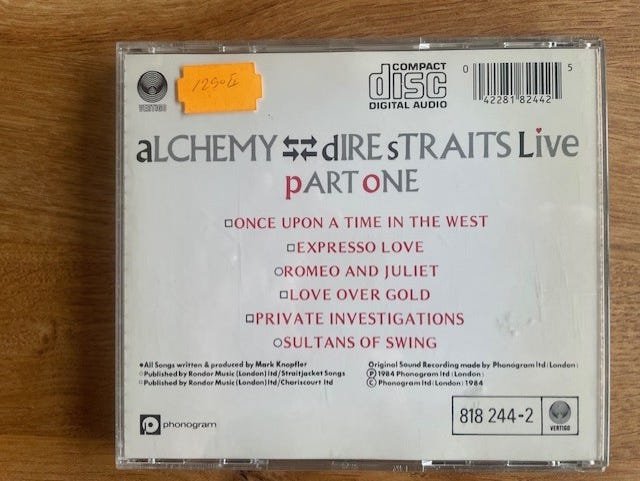 VERTIGO
COMPACT
disc
DIGITAL AUDIO
0 42281 82442 5
aLCHEMY dIRE sTRAITS Live
pART oNE
ONCE UPON A TIME IN THE WEST
EXPRESSO LOVE
ROMEO AND JULIET
LOVE OVER GOLD
PRIVATE INVESTIGATIONS
SULTANS OF SWING
All Songs written & produced by Mark Knopfler
Published by Rondor Music (London) ltd/Straitjacket Songs
Published by Rondor Music (London) ltd/Chariscourt ltd
Original Sound Recording made by Phonogram ltd (London)
Ⓟ 1984 Phonogram ltd (London)
Ⓒ Phonogram ltd (London) 1984
phonogram
818 244-2
VERTIGO